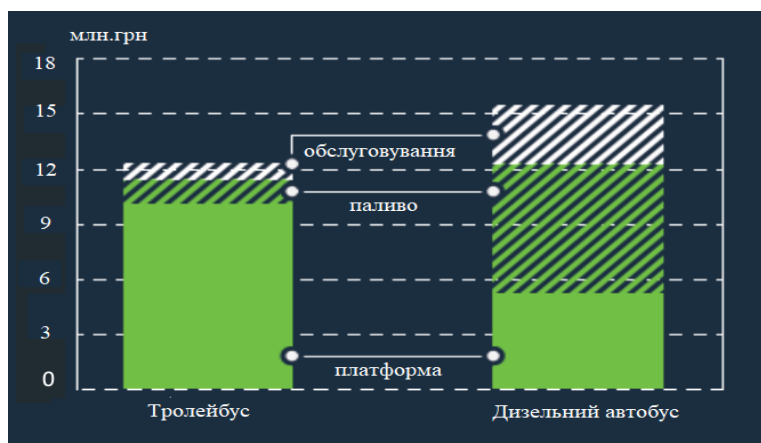 млн.грн
18
15
12
9
6
3
0
обслуговування
паливо
платформа
Тролейбус
Дизельний автобус